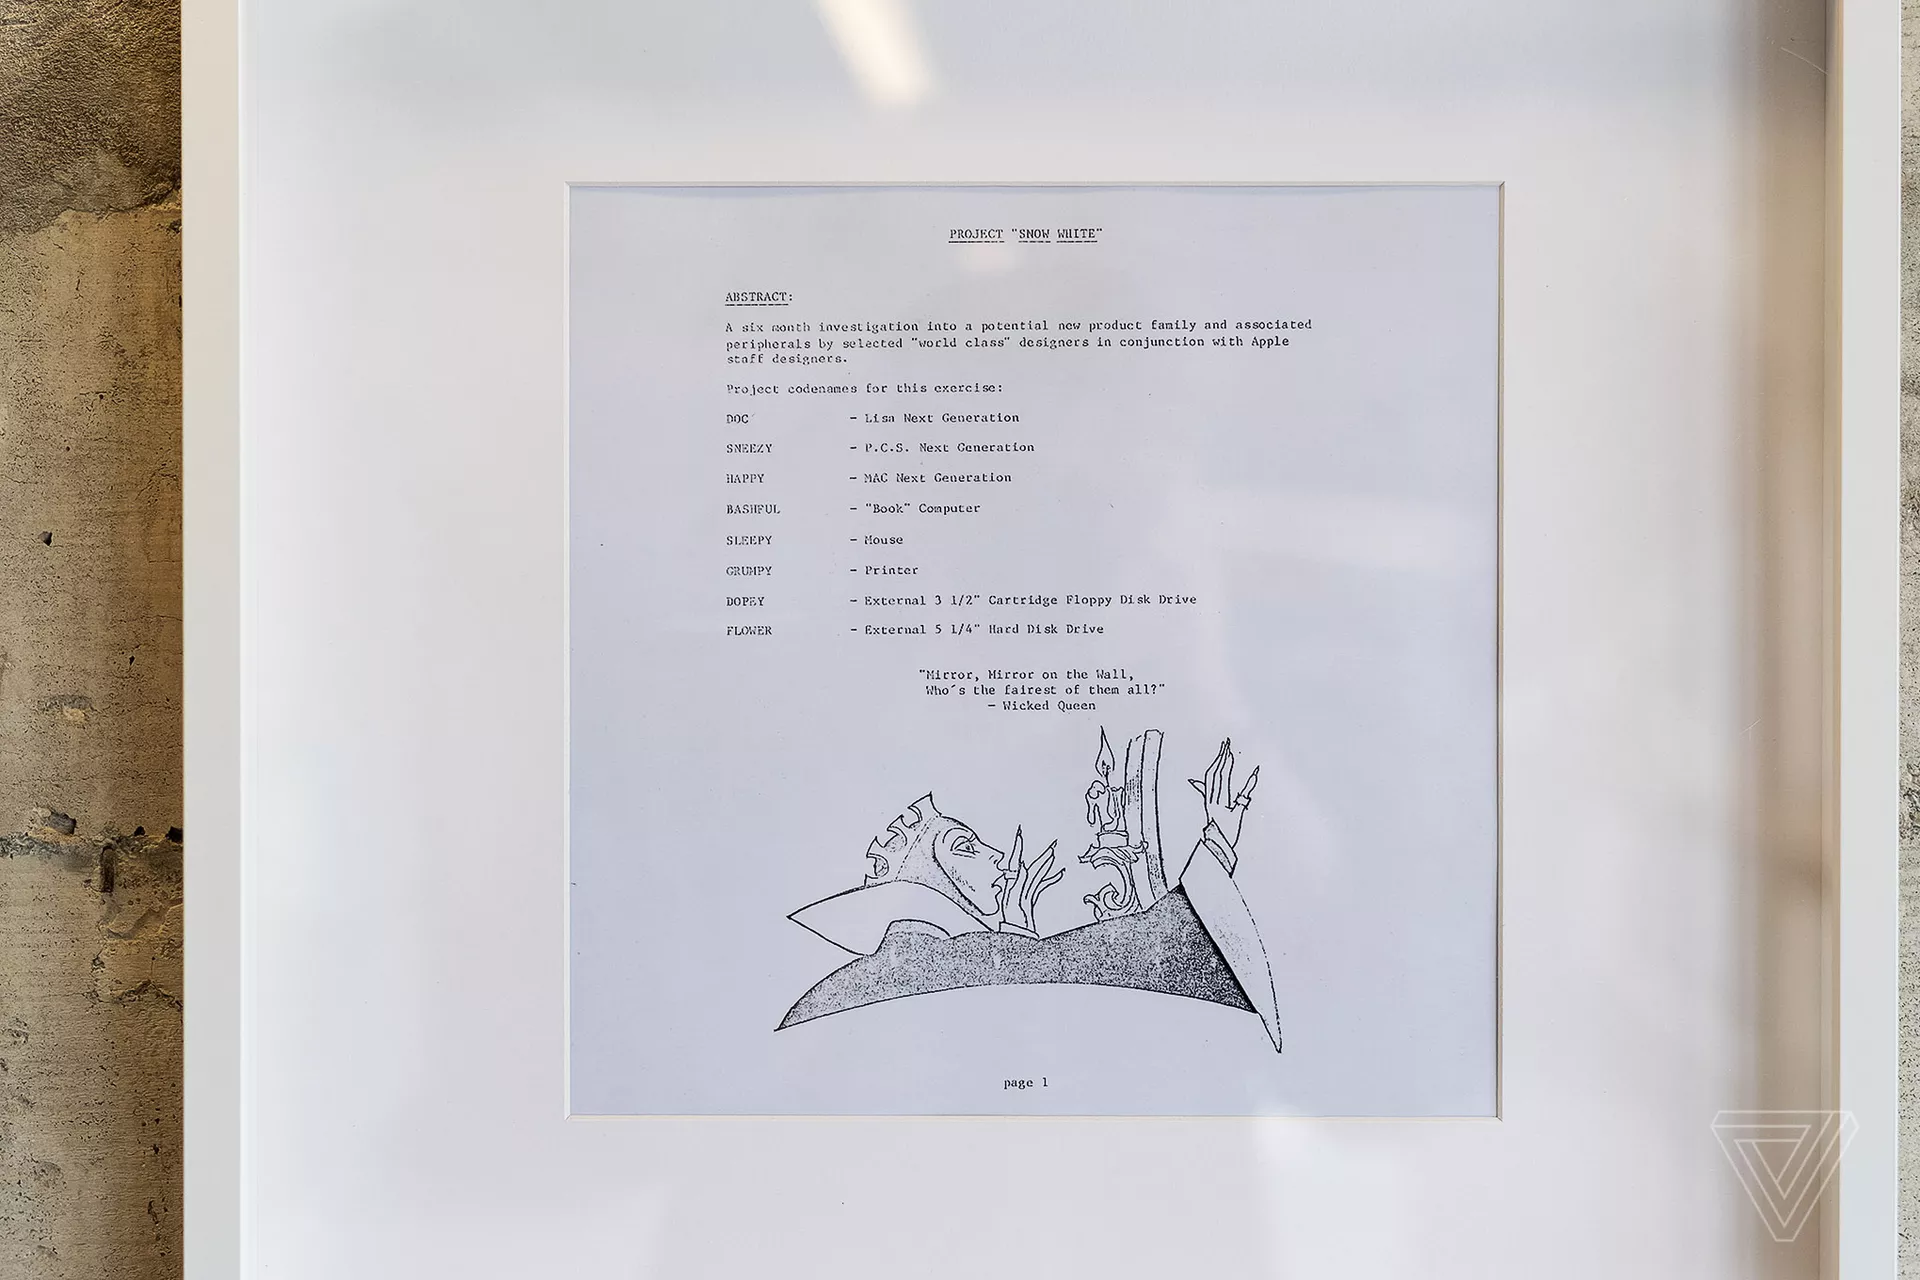 PROJECT "SNOW WHITE"
ABSTRACT:
A six month investigation into a potential new product family and associated
peripherals by selected "world class" designers in conjunction with Apple
staff designers.
Project codenames for this exercise:
DOC - Lisa Next Generation
SNEEZY - P.C.S. Next Generation
HAPPY - MAC Next Generation
BASHFUL - "Book" Computer
SLEEPY - Mouse
GRUMPY - Printer
DOPEY - External 3 1/2" Cartridge Floppy Disk Drive
FLOWER - External 5 1/4" Hard Disk Drive
"Mirror, Mirror on the Wall,
Who's the fairest of them all?"
- Wicked Queen
page 1